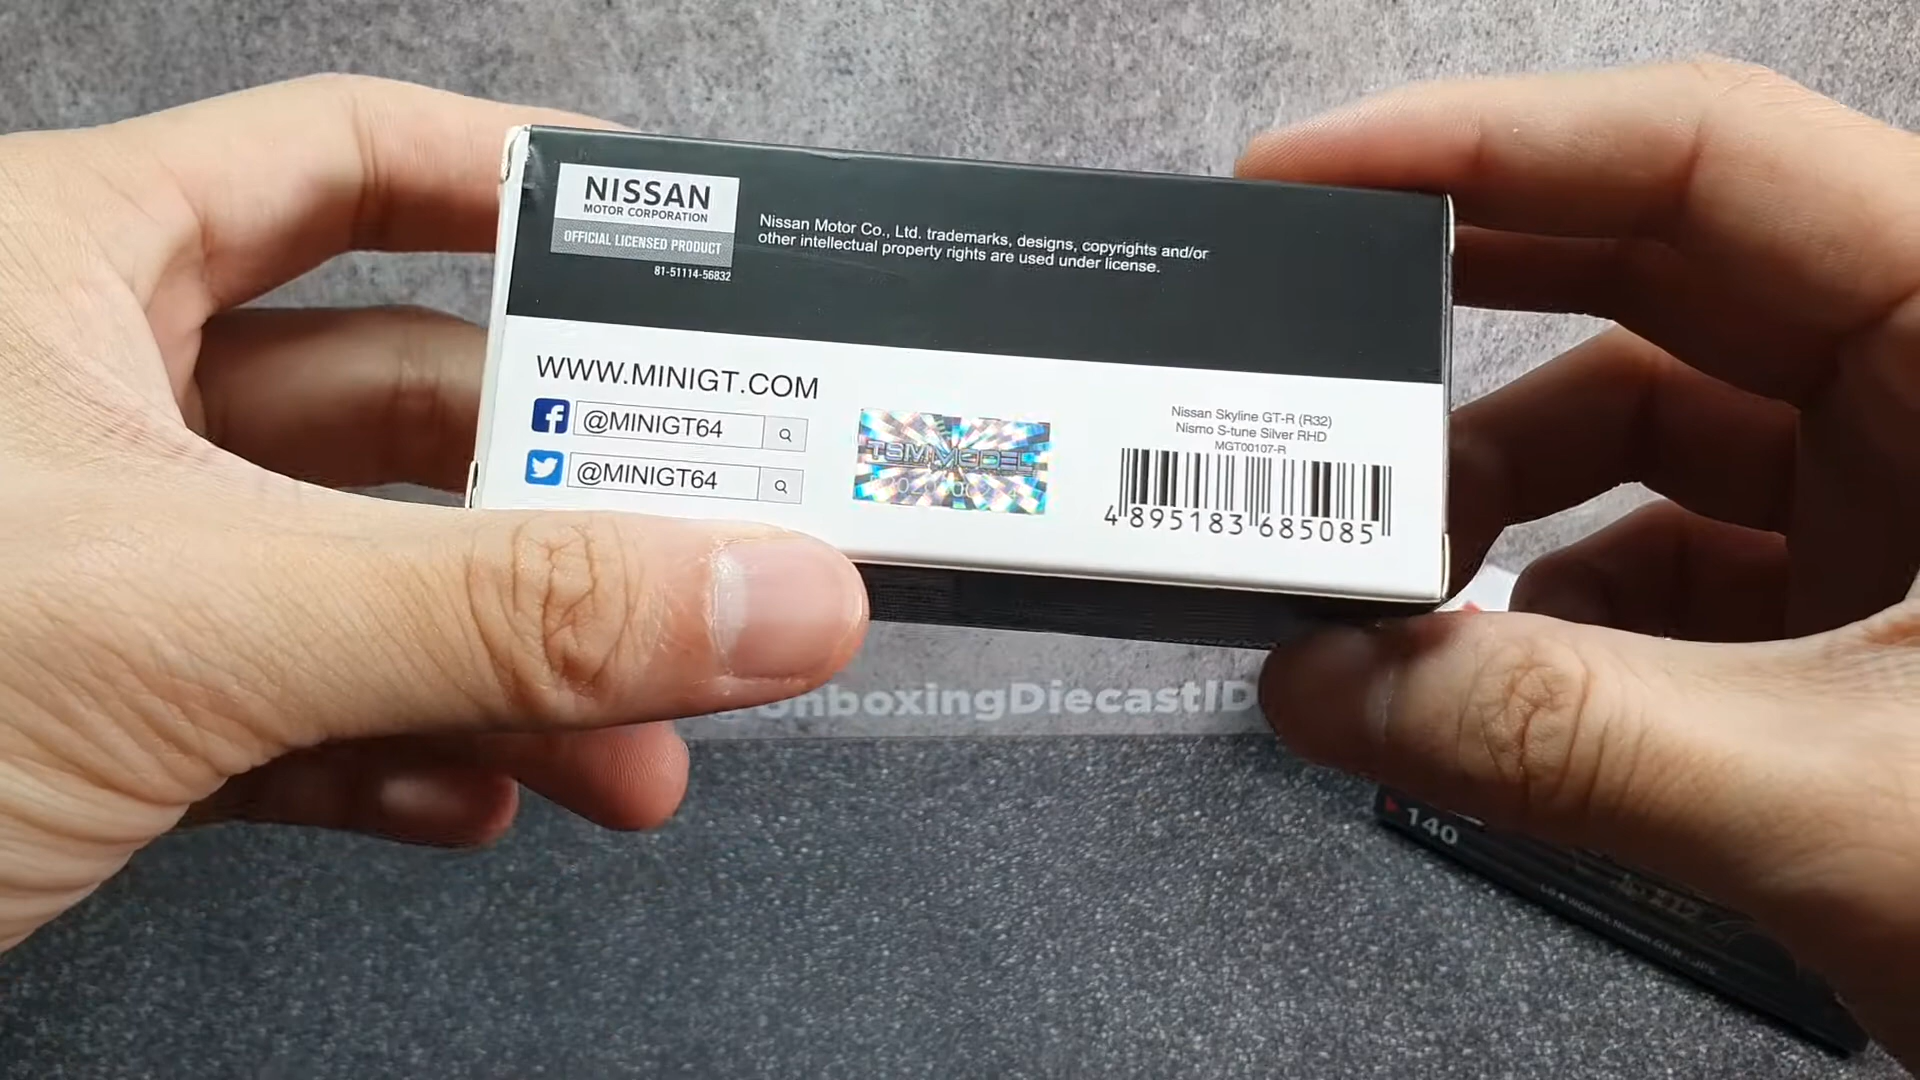 NISSAN
MOTOR CORPORATION
OFFICIAL LICENSED PRODUCT
81-51114-56832
Nissan Motor Co., Ltd. trademarks, designs, copyrights and/or
other intellectual property rights are used under license.
WWW.MINIGT.COM
@MINIGT64
@MINIGT64
TSM MODEL
Nissan Skyline GT-R (R32)
Nismo S-tune Silver RHD
MGT00107-R
4 895183 685085
UnboxingDiecastID
140